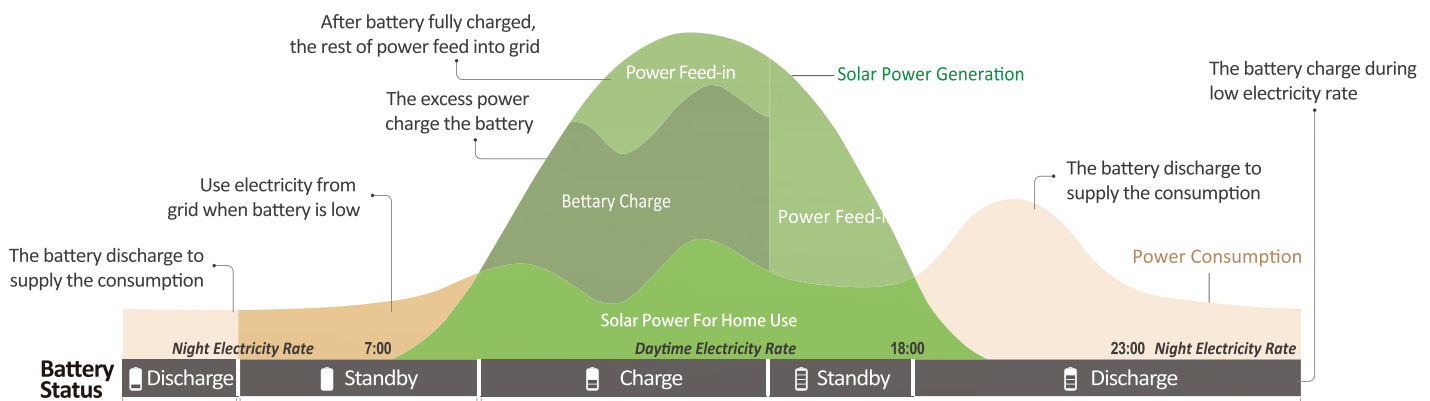 After battery fully charged,
the rest of power feed into grid
Power Feed-in
Solar Power Generation
The battery charge during
low electricity rate
The excess power
charge the battery
Use electricity from
grid when battery is low
Bettary Charge
Power Feed-i
The battery discharge to
supply the consumption
The battery discharge to
supply the consumption
Power Consumption
Solar Power For Home Use
Night Electricity Rate
7:00
Daytime Electricity Rate
18:00
23:00
Night Electricity Rate
Battery
Status
Discharge
Standby
Charge
Standby
Discharge